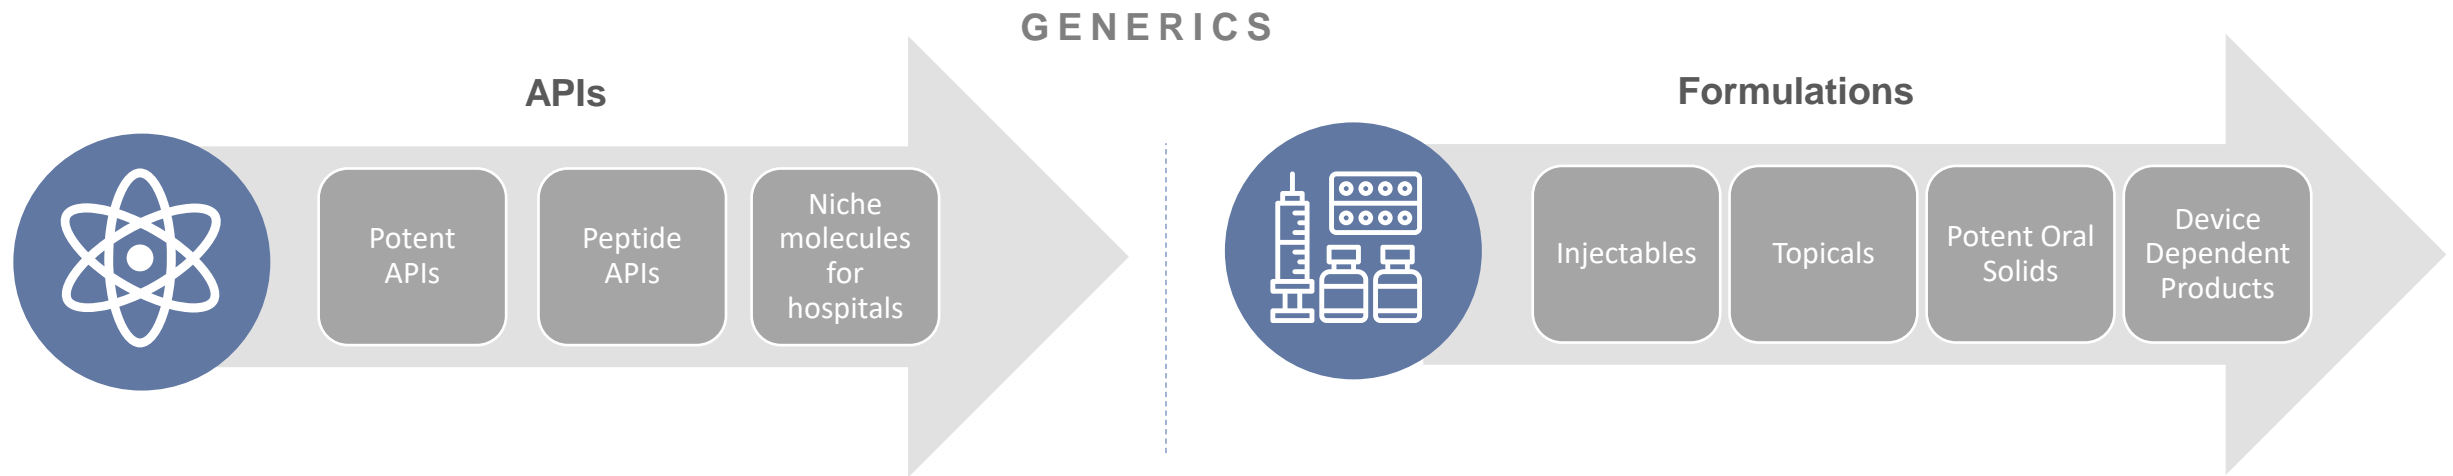 GENERICS
APIs
Potent
APIs
Peptide
APIs
Niche
molecules
for
hospitals
Formulations
Injectables
Topicals
Potent Oral
Solids
Device
Dependent
Products